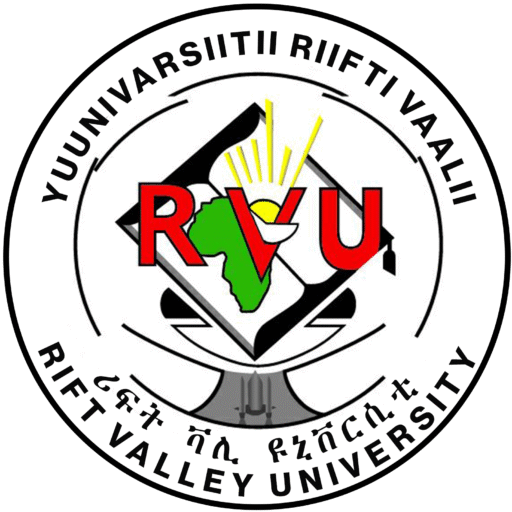 YUUNIVARSIITII RIIFTI VAALII
RVU
ሪፍት ቫሊ ዩኒቨርሲቲ
RIFT VALLEY UNIVERSITY